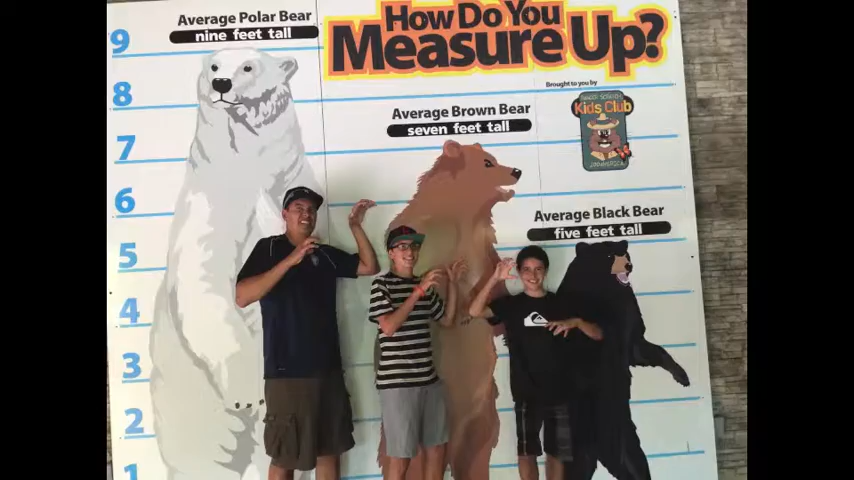 How Do You
Measure Up?
Average Polar Bear
nine feet tall
Brought to you by
Kids Club
Average Brown Bear
seven feet tall
Average Black Bear
five feet tall
9
8
7
6
5
4
3
2
1